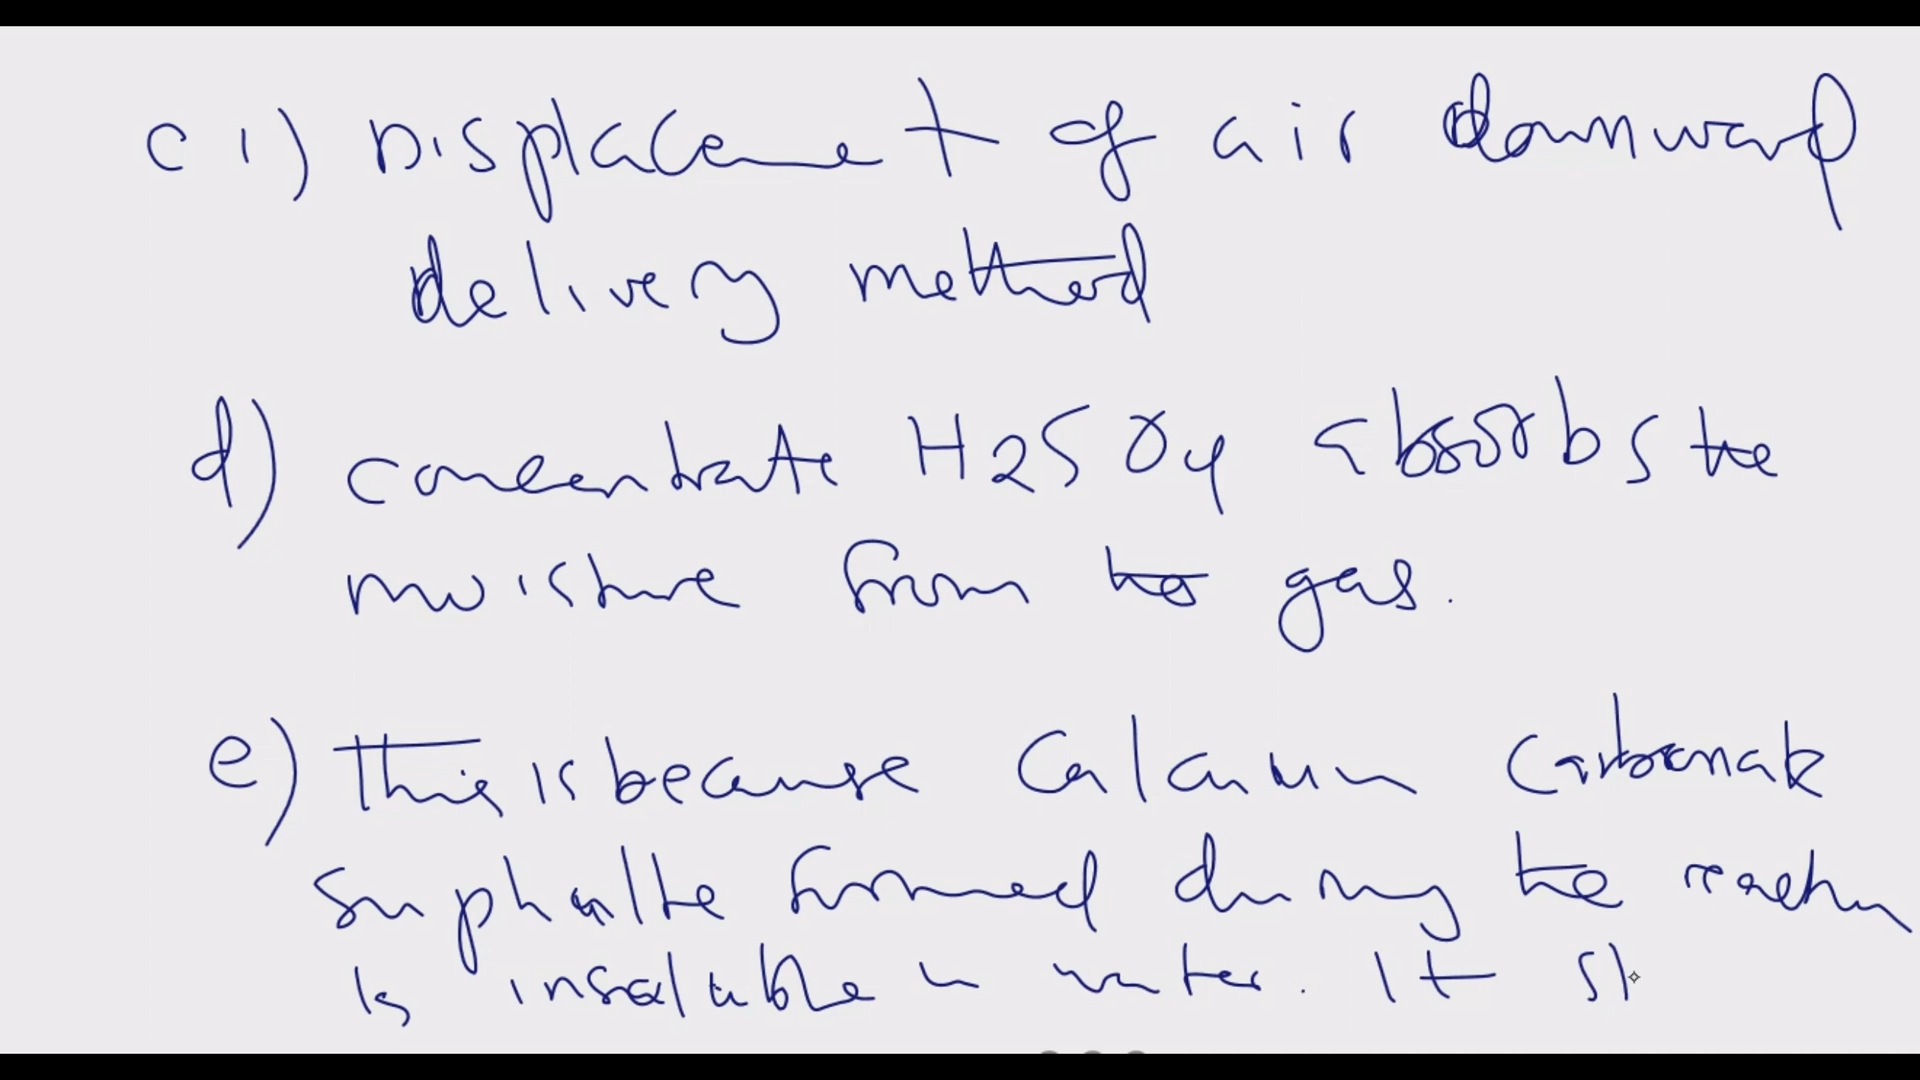 c i) Displacement of air downward
delivery method
d) concentrate H2SO4 absorbs the
moisture from the gas.
e) This is because Calcium Carbonate
sulphate formed during the reaction
is insoluble in water. It sl